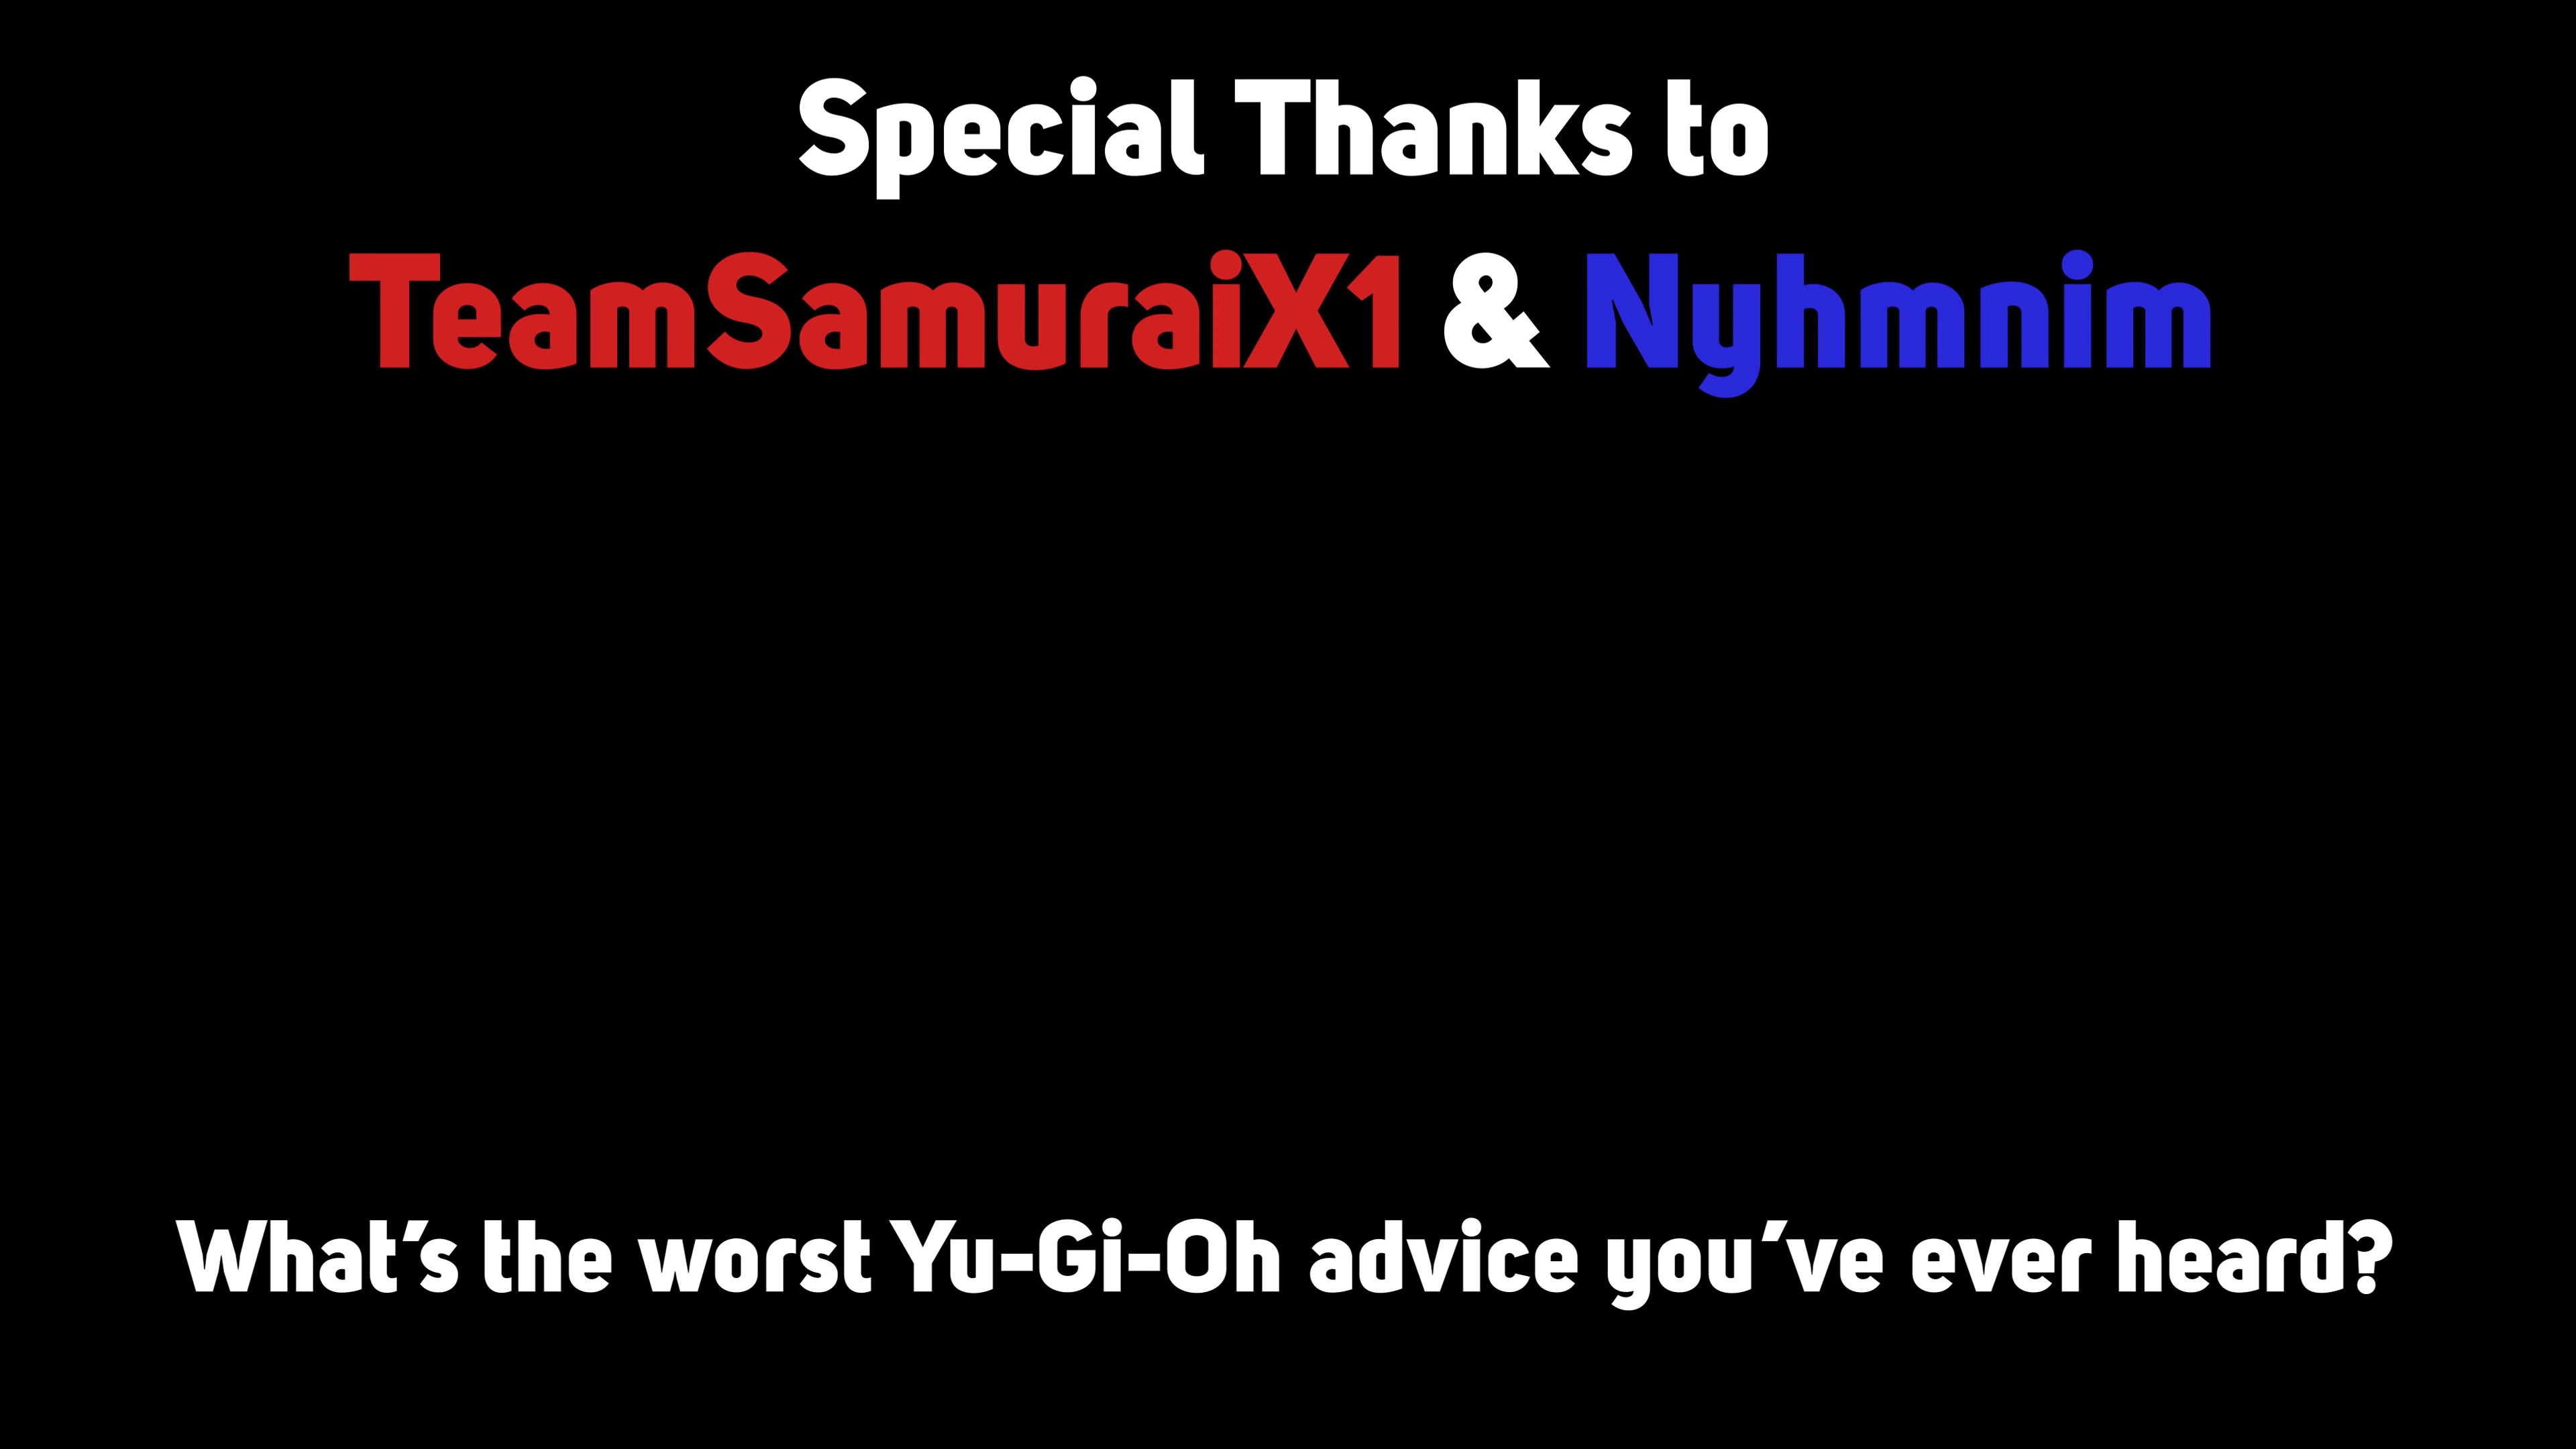 Special Thanks to
TeamSamuraiX1 & Nyhmnim
What's the worst Yu-Gi-Oh advice you've ever heard?